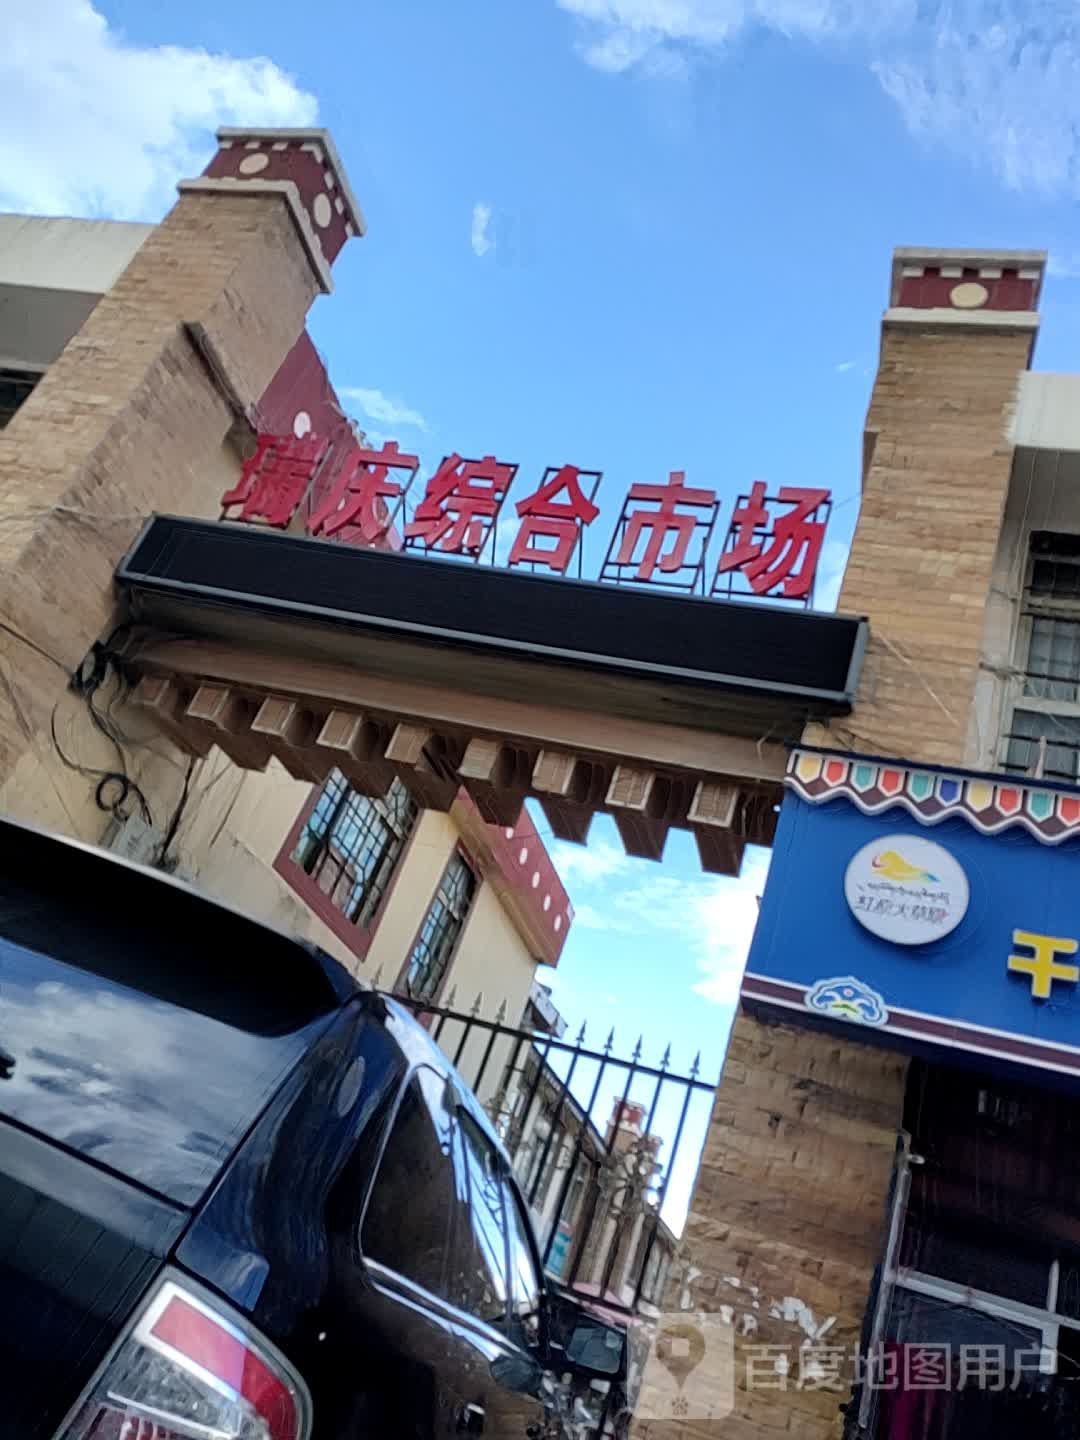 瑞庆综合市场
红原大草原
干
百度地图用户